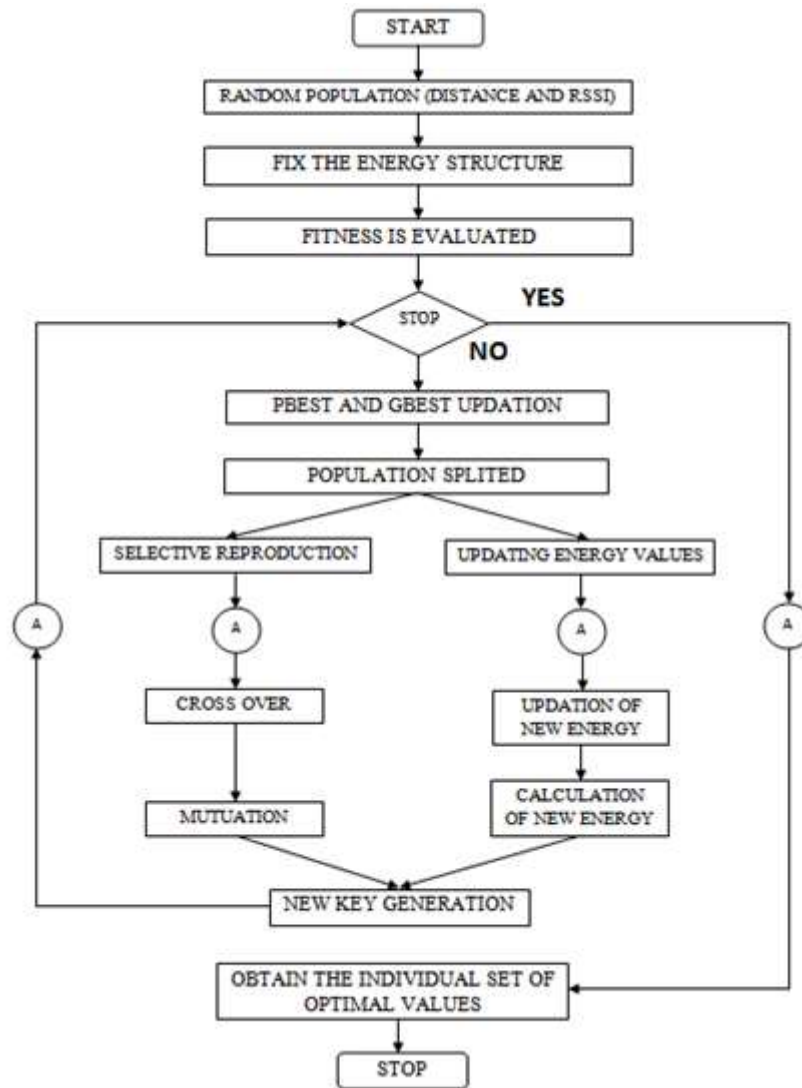 START
RANDOM POPULATION (DISTANCE AND RSSI)
FIX THE ENERGY STRUCTURE
FITNESS IS EVALUATED
YES
STOP
NO
PBEST AND GBEST UPDATION
POPULATION SPLITED
SELECTIVE REPRODUCTION
UPDATING ENERGY VALUES
A
A
A
A
CROSS OVER
UPDATION OF
NEW ENERGY
MUTUATION
CALCULATION
OF NEW ENERGY
NEW KEY GENERATION
OBTAIN THE INDIVIDUAL SET OF
OPTIMAL VALUES
STOP